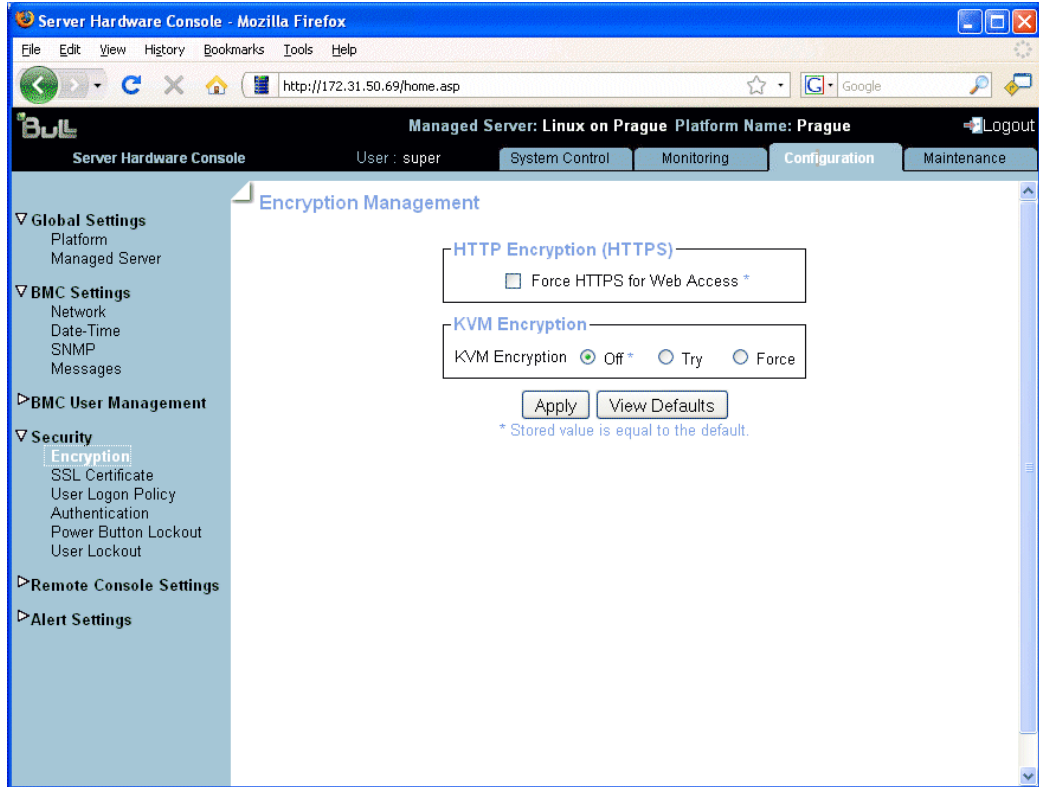 Server Hardware Console - Mozilla Firefox
File Edit View History Bookmarks Tools Help
http://172.31.50.69/home.asp
G Google
Bull
Managed Server: Linux on Prague Platform Name: Prague
Logout
Server Hardware Console
User : super
System Control
Monitoring
Configuration
Maintenance
Global Settings
Platform
Managed Server
BMC Settings
Network
Date-Time
SNMP
Messages
BMC User Management
Security
Encryption
SSL Certificate
User Logon Policy
Authentication
Power Button Lockout
User Lockout
Remote Console Settings
Alert Settings
Encryption Management
HTTP Encryption (HTTPS)
Force HTTPS for Web Access *
KVM Encryption
KVM Encryption Off * Try Force
Apply View Defaults
* Stored value is equal to the default.